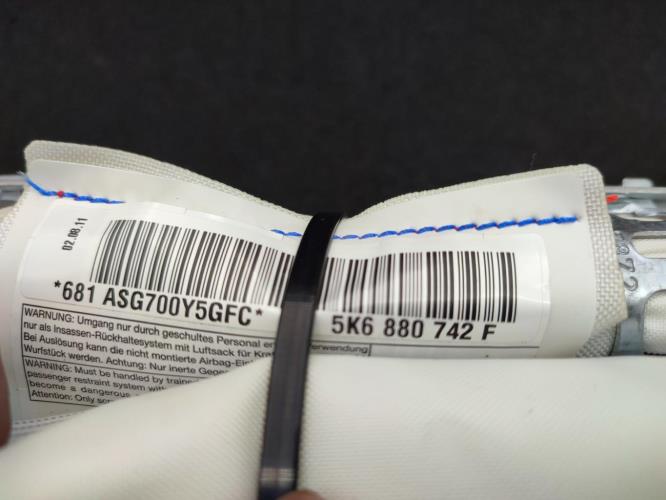 02.08.11
*681 ASG700Y5GFC*
5K6 880 742 F
WARNUNG: Umgang nur durch geschultes Personal
nur als Insassen-Rückhaltesystem mit Luftsack für
Bei Auslösung kann die nicht montierte
Wurfstück werden. Achtung: Nur inerte
WARNING: Must be handled by
passenger restraint system
become a dangerous
Attention: Only